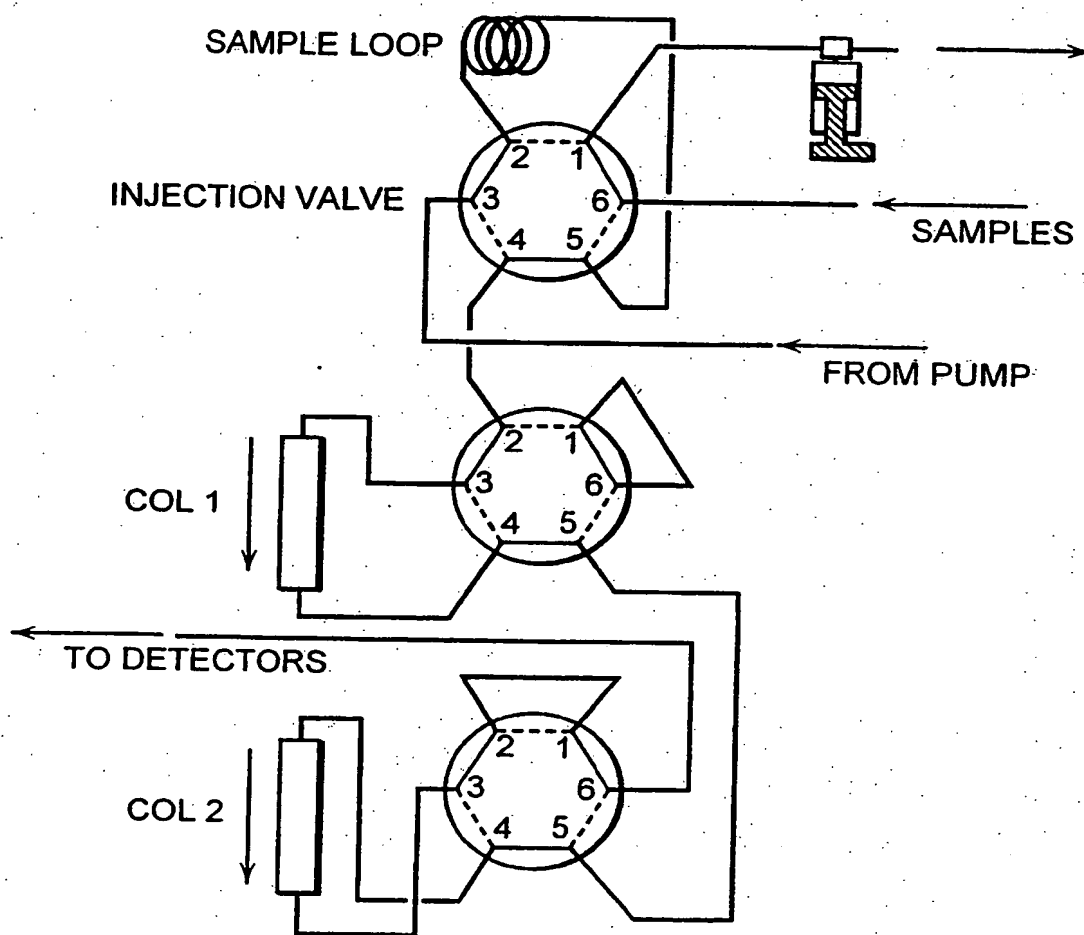 SAMPLE LOOP
2 1
INJECTION VALVE
3 6
4 5
SAMPLES
FROM PUMP
2 1
COL 1
3 6
4 5
TO DETECTORS
2 1
COL 2
3 6
4 5